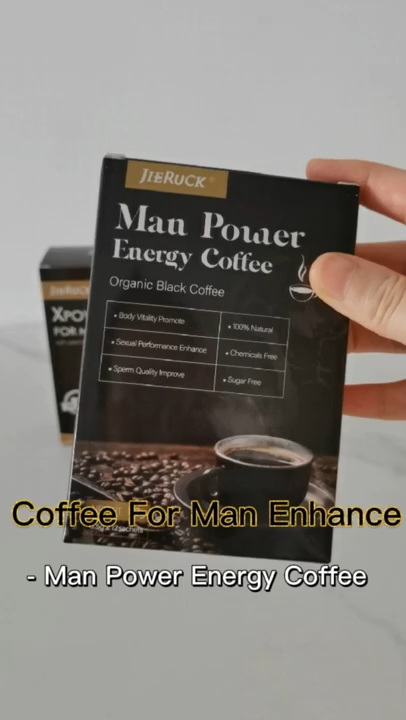 JIERUCK
Man Power
Energy Coffee
Organic Black Coffee
• Body Vitality Promote
• 100% Natural
• Sexual Performance Enhance
• Chemicals Free
• Sperm Quality Improve
• Sugar Free
JIERUCK
FOR
Coffee For Man Enhance
- Man Power Energy Coffee